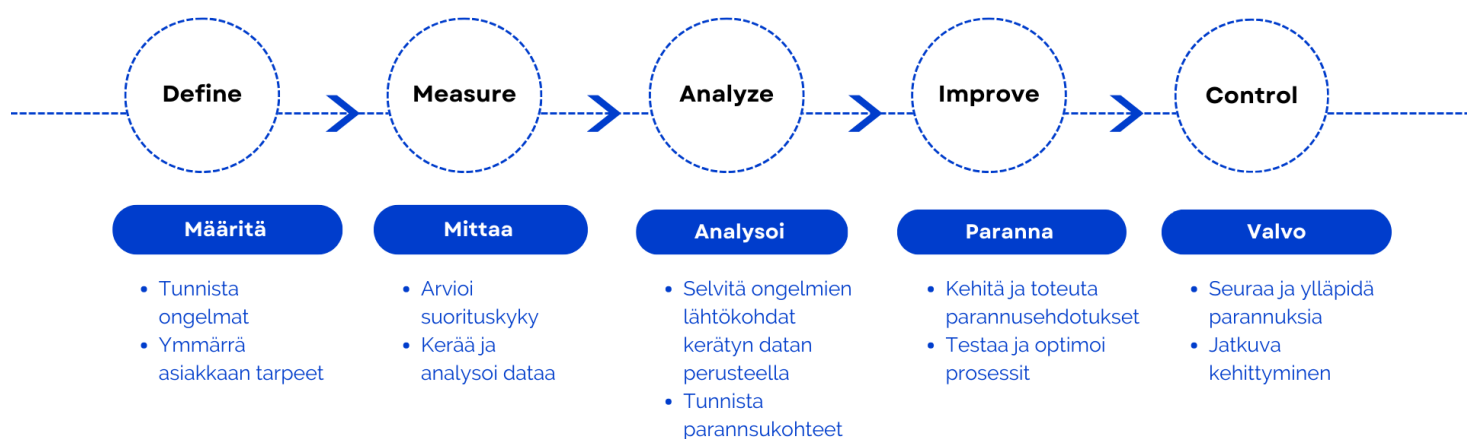 Define
Measure
Analyze
Improve
Control
Määritä
Mittaa
Analysoi
Paranna
Valvo
• Tunnista
ongelmat
• Ymmärrä
asiakkaan tarpeet
• Arvioi
suorituskyky
• Kerää ja
analysoi dataa
• Selvitä ongelmien
lähtökohdat
kerätyn datan
perusteella
• Tunnista
parannsukohteet
• Kehitä ja toteuta
parannusehdotukset
• Testaa ja optimoi
prosessit
• Seuraa ja ylläpidä
parannuksia
• Jatkuva
kehittyminen